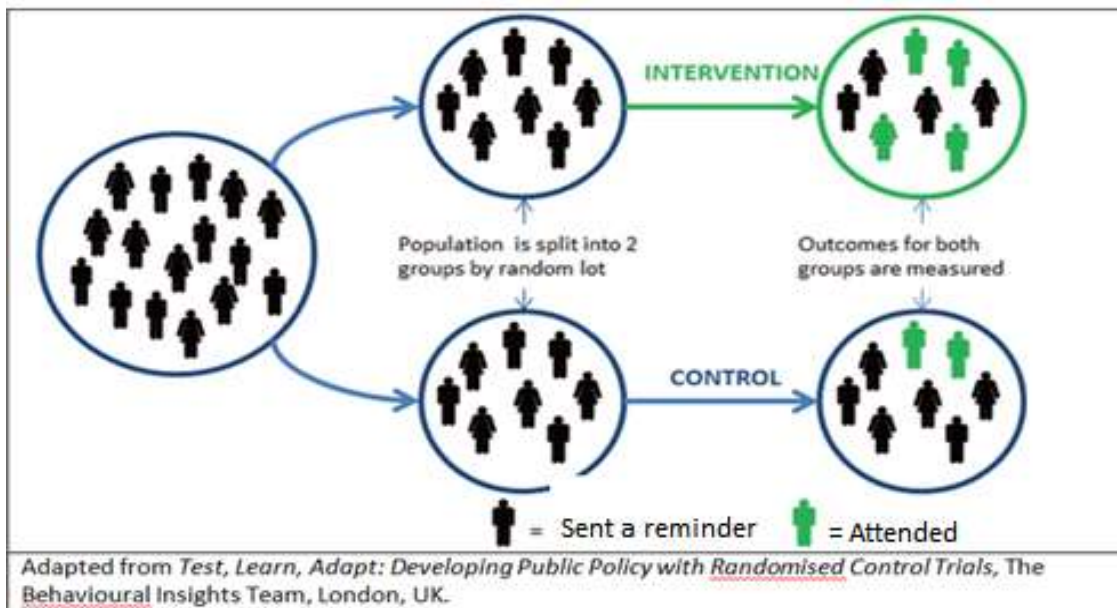 INTERVENTION
Population is split into 2
groups by random lot
Outcomes for both
groups are measured
CONTROL
= Sent a reminder
= Attended
Adapted from Test, Learn, Adapt: Developing Public Policy with Randomised Control Trials, The
Behavioural Insights Team, London, UK.